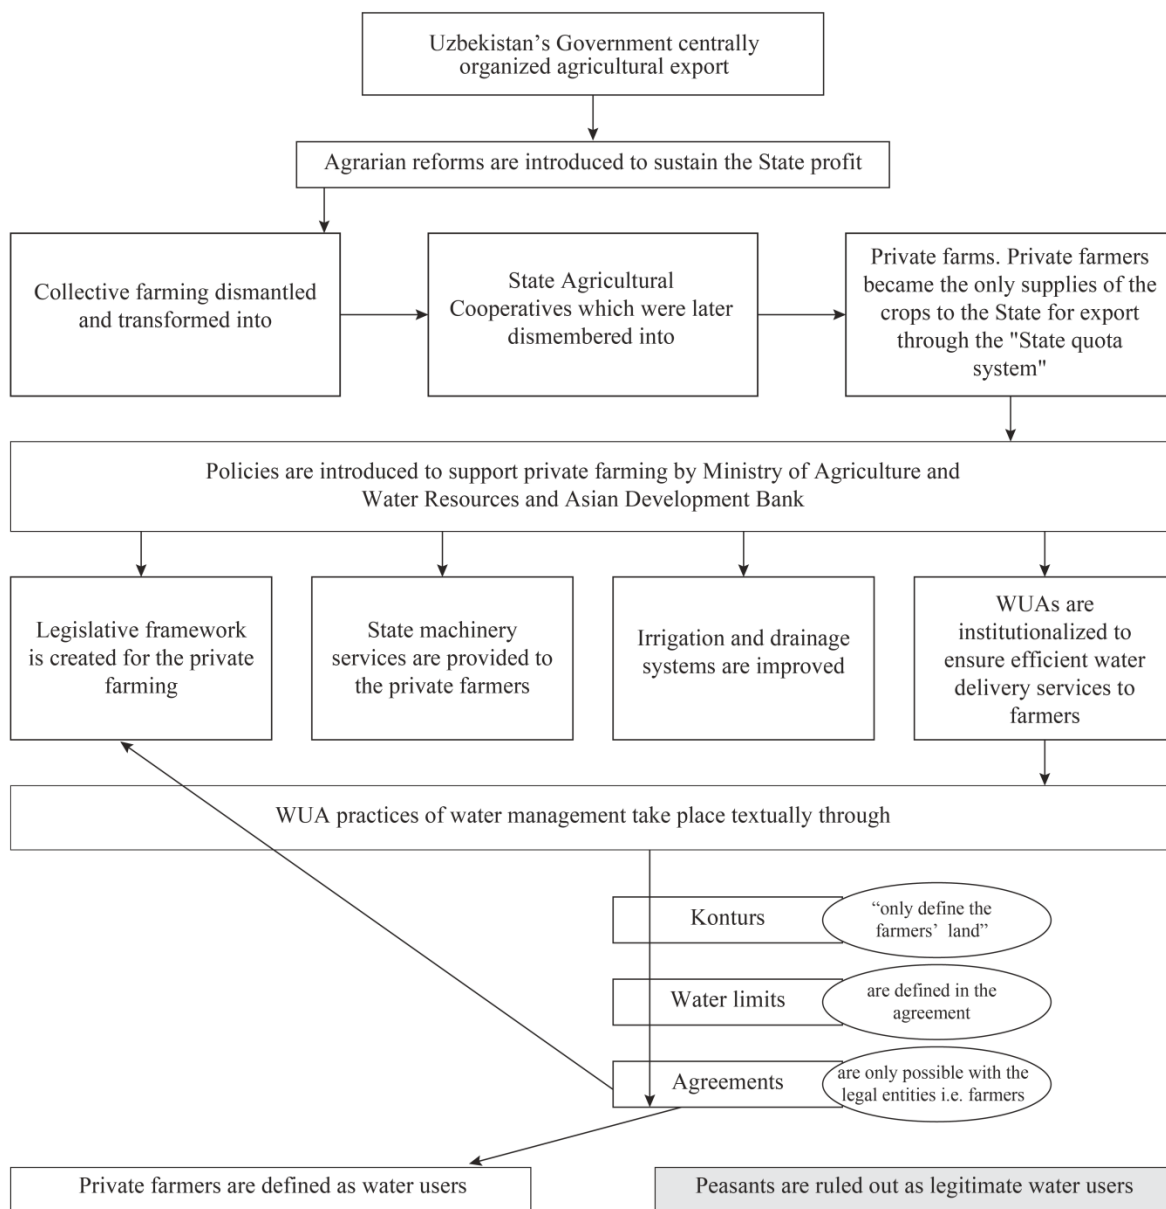 Uzbekistan’s Government centrally
organized agricultural export
Agrarian reforms are introduced to sustain the State profit
Collective farming dismantled
and transformed into
State Agricultural
Cooperatives which were later
dismembered into
Private farms. Private farmers
became the only supplies of the
crops to the State for export
through the "State quota
system"
Policies are introduced to support private farming by Ministry of Agriculture and
Water Resources and Asian Development Bank
Legislative framework
is created for the private
farming
State machinery
services are provided to
the private farmers
Irrigation and drainage
systems are improved
WUAs are
institutionalized to
ensure efficient water
delivery services to
farmers
WUA practices of water management take place textually through
Konturs
“only define the
farmers’ land”
Water limits
are defined in the
agreement
Agreements
are only possible with the
legal entities i.e. farmers
Private farmers are defined as water users
Peasants are ruled out as legitimate water users